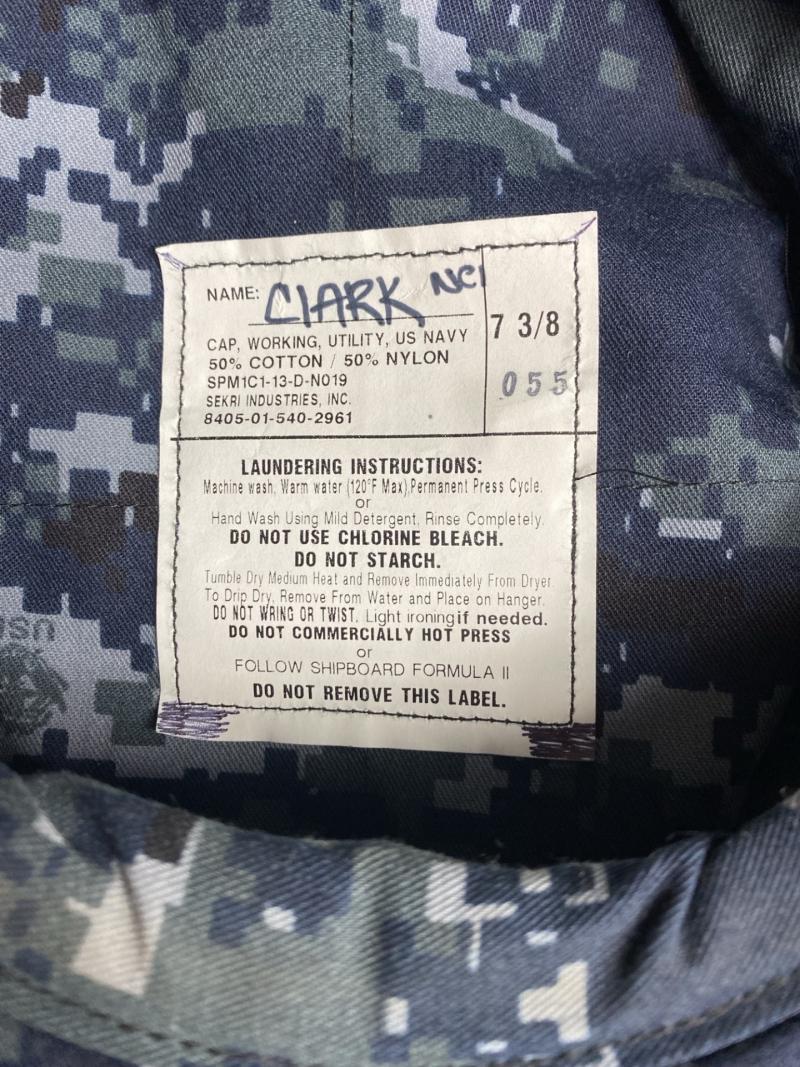 NAME: CLARK NC1
7 3/8
CAP, WORKING, UTILITY, US NAVY
50% COTTON / 50% NYLON
SPM1C1-13-D-N019
055
SEKRI INDUSTRIES, INC.
8405-01-540-2961
LAUNDERING INSTRUCTIONS:
Machine wash, Warm water (120°F Max), Permanent Press Cycle.
or
Hand Wash Using Mild Detergent, Rinse Completely.
DO NOT USE CHLORINE BLEACH.
DO NOT STARCH.
Tumble Dry Medium Heat and Remove Immediately From Dryer.
To Drip Dry, Remove From Water and Place on Hanger.
DO NOT WRING OR TWIST. Light ironing if needed.
DO NOT COMMERCIALLY HOT PRESS
or
FOLLOW SHIPBOARD FORMULA II
DO NOT REMOVE THIS LABEL.
USN